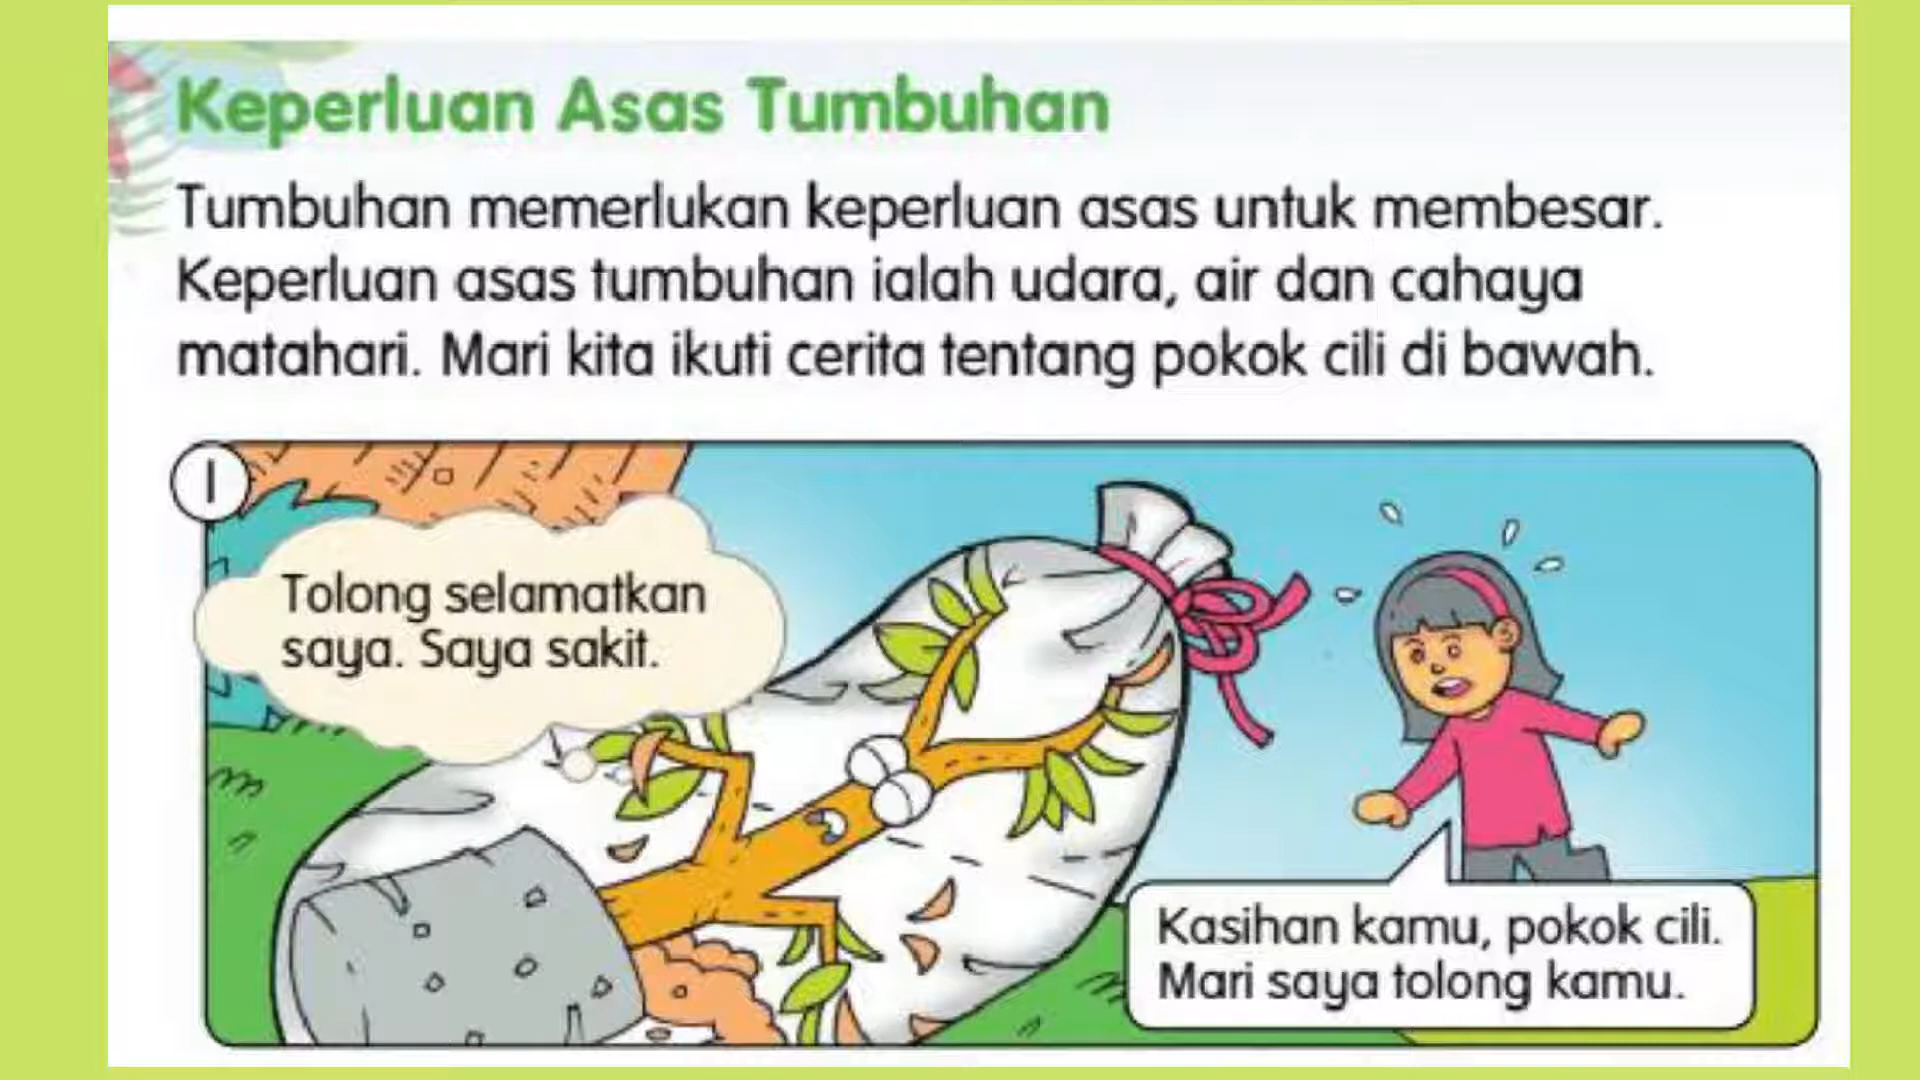 Keperluan Asas Tumbuhan
Tumbuhan memerlukan keperluan asas untuk membesar.
Keperluan asas tumbuhan ialah udara, air dan cahaya
matahari. Mari kita ikuti cerita tentang pokok cili di bawah.
1
Tolong selamatkan
saya. Saya sakit.
Kasihan kamu, pokok cili.
Mari saya tolong kamu.